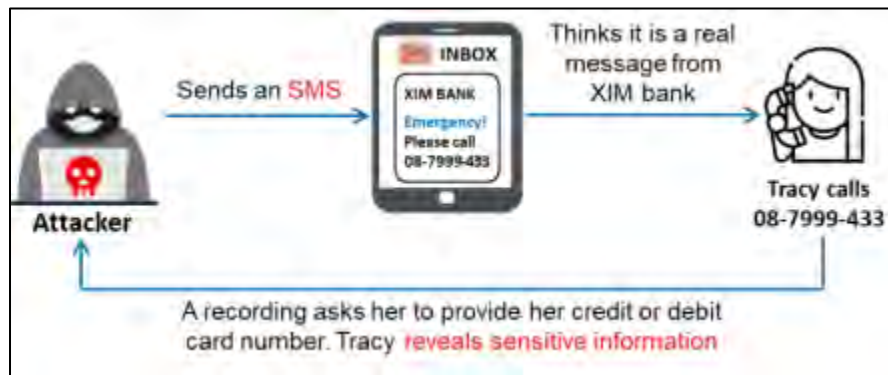 Sends an SMS
INBOX
XIM BANK
Emergency!
Please call
08-7999-433
Thinks it is a real
message from
XIM bank
Attacker
Tracy calls
08-7999-433
A recording asks her to provide her credit or debit
card number. Tracy reveals sensitive information